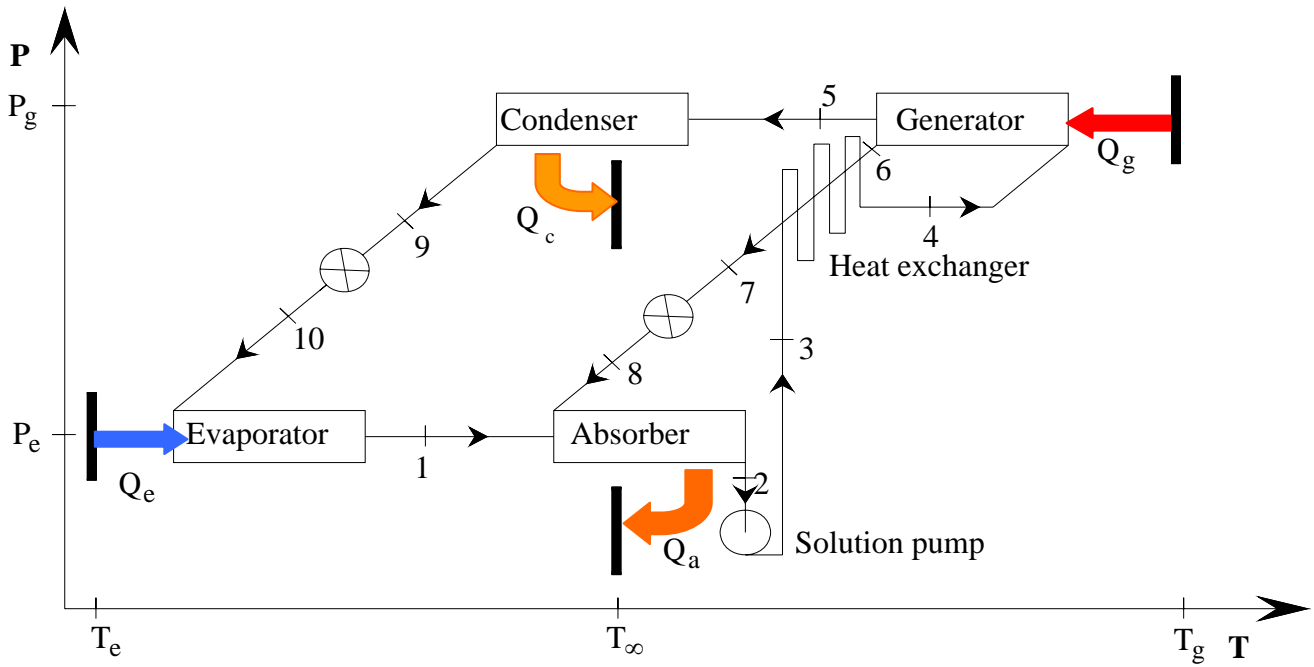 P
P_g
Condenser
5
Generator
Q_g
6
Q_c
9
4
7
Heat exchanger
10
3
8
P_e
Evaporator
Absorber
1
2
Q_e
Q_a
Solution pump
T_e
T_∞
T_g
T